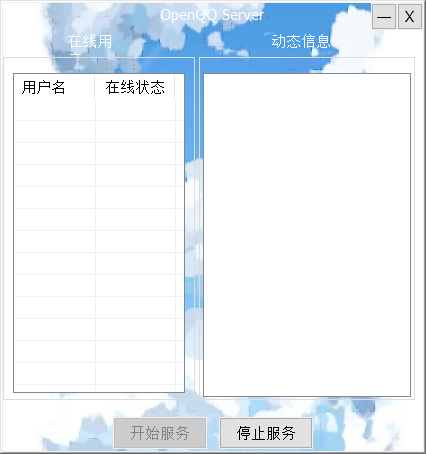 OpenQQ Server
— X
在线用
动态信息
用户名 在线状态
开始服务 停止服务